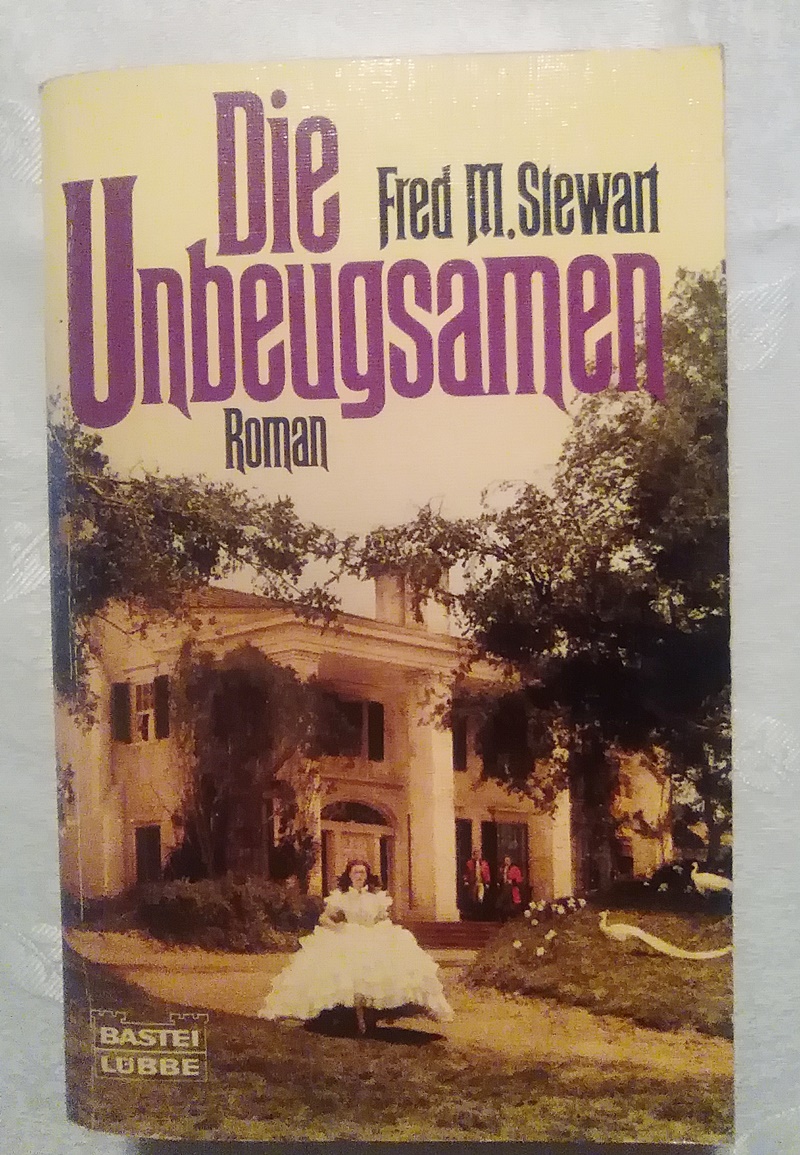 Die
Fred M. Stewart
Unbeugsamen
Roman
BASTEI
LÜBBE